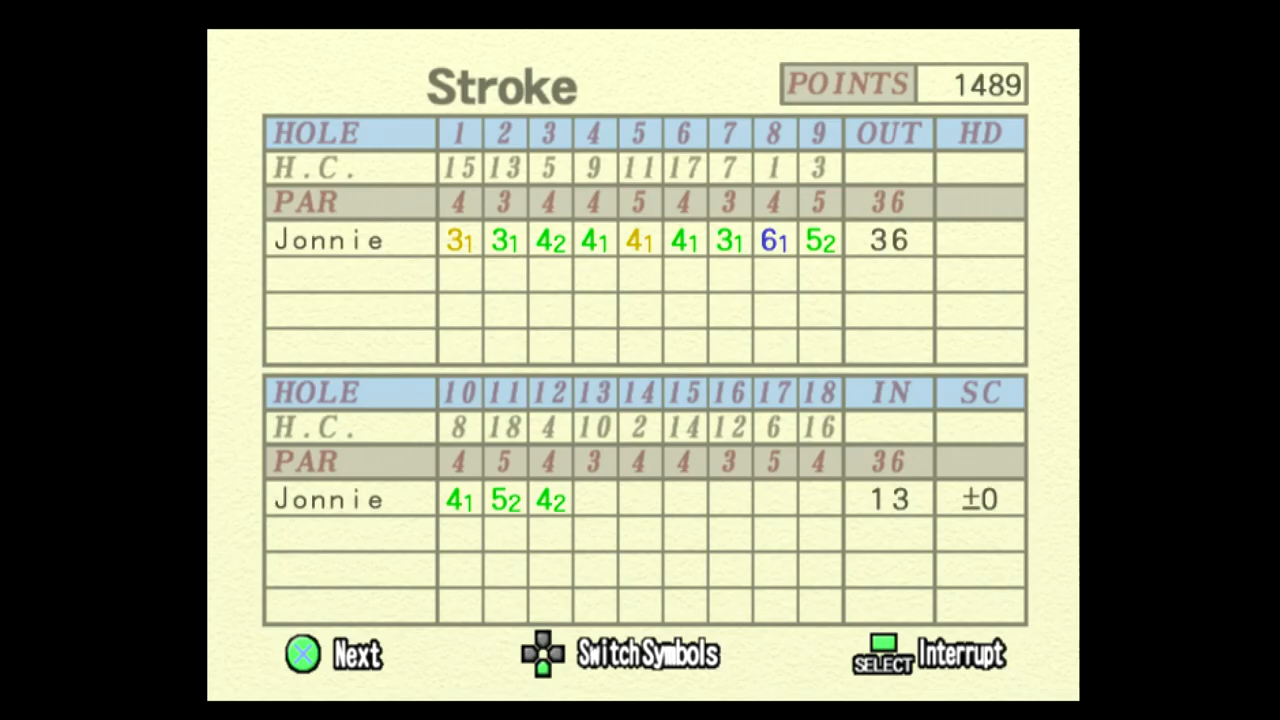 Stroke POINTS 1489
HOLE 1 2 3 4 5 6 7 8 9 OUT HD
H.C. 15 13 5 9 11 17 7 1 3
PAR 4 3 4 4 5 4 3 4 5 36
Jonnie 31 31 42 41 41 41 31 61 52 36
HOLE 10 11 12 13 14 15 16 17 18 IN SC
H.C. 8 18 4 10 2 14 12 6 16
PAR 4 5 4 3 4 4 3 5 4 36
Jonnie 41 52 42 13 ±0
Next SwitchSymbols SELECT Interrupt